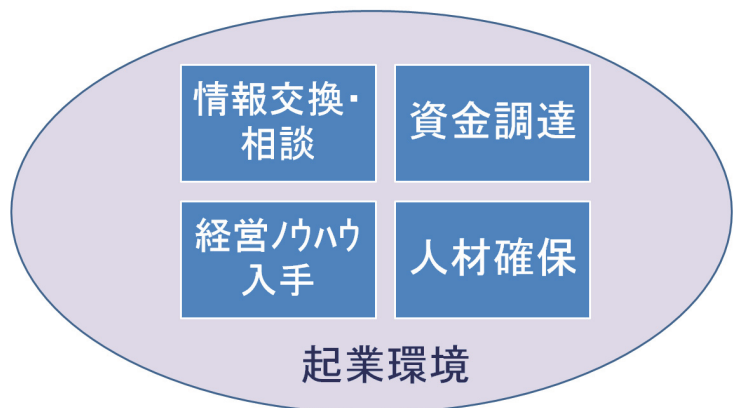 情報交換・
相談
資金調達
経営ノウハウ
入手
人材確保
起業環境